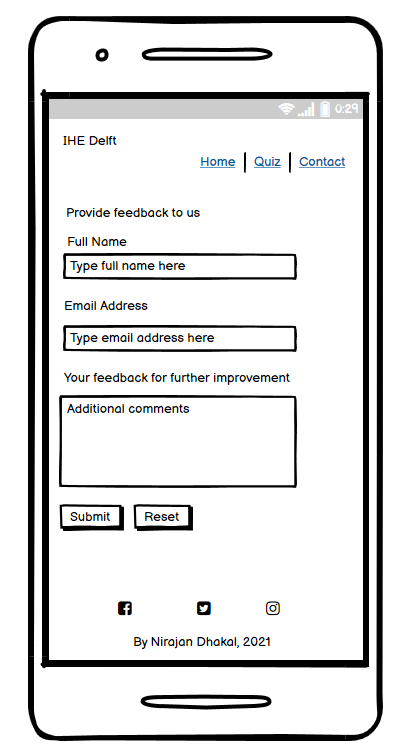 0:29
IHE Delft
Home Quiz Contact
Provide feedback to us
Full Name
Type full name here
Email Address
Type email address here
Your feedback for further improvement
Additional comments
Submit Reset
By Nirajan Dhakal, 2021